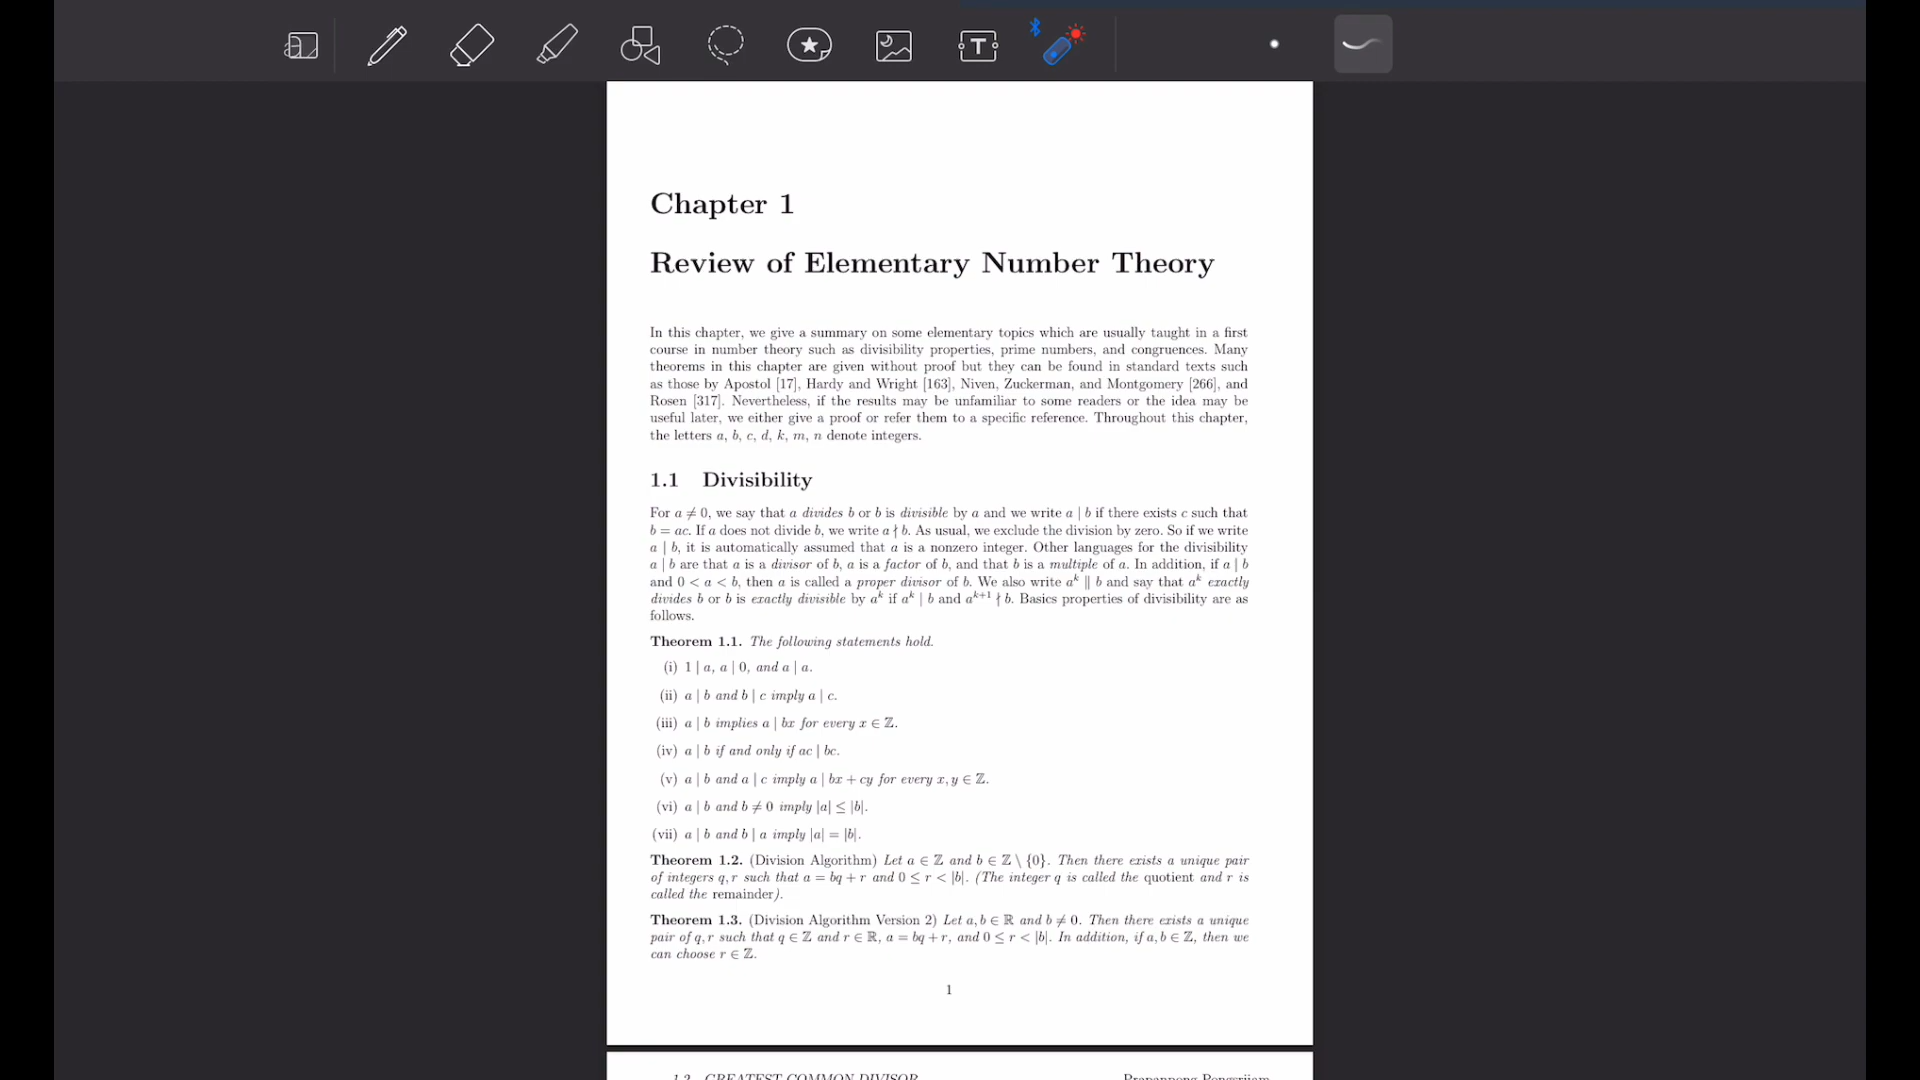 Chapter 1
Review of Elementary Number Theory
In this chapter, we give a summary on some elementary topics which are usually taught in a first
course in number theory such as divisibility properties, prime numbers, and congruences. Many
theorems in this chapter are given without proof but they can be found in standard texts such
as those by Apostol [17], Hardy and Wright [163], Niven, Zuckerman, and Montgomery [266], and
Rosen [317]. Nevertheless, if the results may be unfamiliar to some readers or the idea may be
useful later, we either give a proof or refer them to a specific reference. Throughout this chapter,
the letters a, b, c, d, k, m, n denote integers.
1.1 Divisibility
For a ≠ 0, we say that a divides b or b is divisible by a and we write a | b if there exists c such that
b = ac. If a does not divide b, we write a ∤ b. As usual, we exclude the division by zero. So if we write
a | b, it is automatically assumed that a is a nonzero integer. Other languages for the divisibility
a | b are that a is a divisor of b, a is a factor of b, and that b is a multiple of a. In addition, if a | b
and 0 < a < b, then a is called a proper divisor of b. We also write aᵏ ∥ b and say that aᵏ exactly
divides b or b is exactly divisible by aᵏ if aᵏ | b and aᵏ⁺¹ ∤ b. Basics properties of divisibility are as
follows.
Theorem 1.1. The following statements hold.
(i) 1 | a, a | 0, and a | a.
(ii) a | b and b | c imply a | c.
(iii) a | b implies a | bx for every x ∈ ℤ.
(iv) a | b if and only if ac | bc.
(v) a | b and a | c imply a | bx + cy for every x, y ∈ ℤ.
(vi) a | b and b ≠ 0 imply |a| ≤ |b|.
(vii) a | b and b | a imply |a| = |b|.
Theorem 1.2. (Division Algorithm) Let a ∈ ℤ and b ∈ ℤ \ {0}. Then there exists a unique pair
of integers q, r such that a = bq + r and 0 ≤ r < |b|. (The integer q is called the quotient and r is
called the remainder).
Theorem 1.3. (Division Algorithm Version 2) Let a, b ∈ ℝ and b ≠ 0. Then there exists a unique
pair of q, r such that q ∈ ℤ and r ∈ ℝ, a = bq + r, and 0 ≤ r < |b|. In addition, if a, b ∈ ℤ, then we
can choose r ∈ ℤ.
1
1.2 GREATEST COMMON DIVISOR Prapanpong Pongsriiam